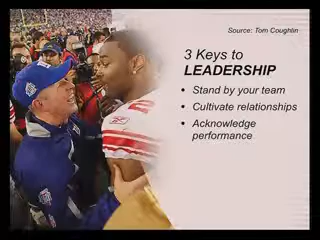 Source: Tom Coughlin
3 Keys to
LEADERSHIP
• Stand by your team
• Cultivate relationships
• Acknowledge
performance